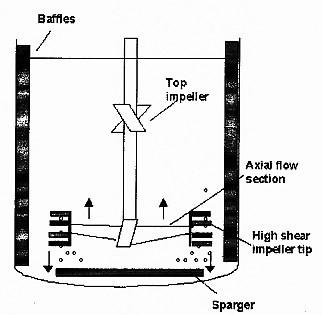 Baffles
Top
impeller
Axial flow
section
High shear
impeller tip
Sparger